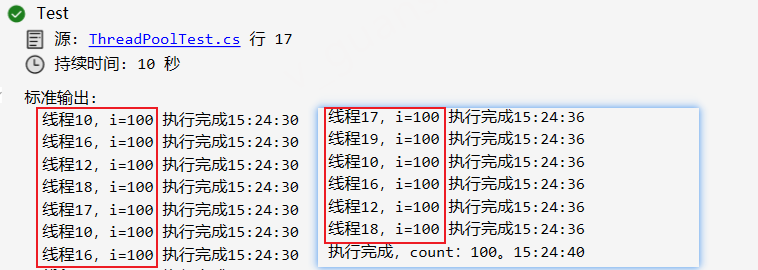 Test
源: ThreadPoolTest.cs 行 17
持续时间: 10 秒
标准输出:
线程10, i=100 执行完成15:24:30
线程16, i=100 执行完成15:24:30
线程12, i=100 执行完成15:24:30
线程18, i=100 执行完成15:24:30
线程17, i=100 执行完成15:24:30
线程10, i=100 执行完成15:24:30
线程16, i=100 执行完成15:24:30
线程17, i=100 执行完成15:24:36
线程19, i=100 执行完成15:24:36
线程10, i=100 执行完成15:24:36
线程16, i=100 执行完成15:24:36
线程12, i=100 执行完成15:24:36
线程18, i=100 执行完成15:24:36
执行完成, count: 100。15:24:40